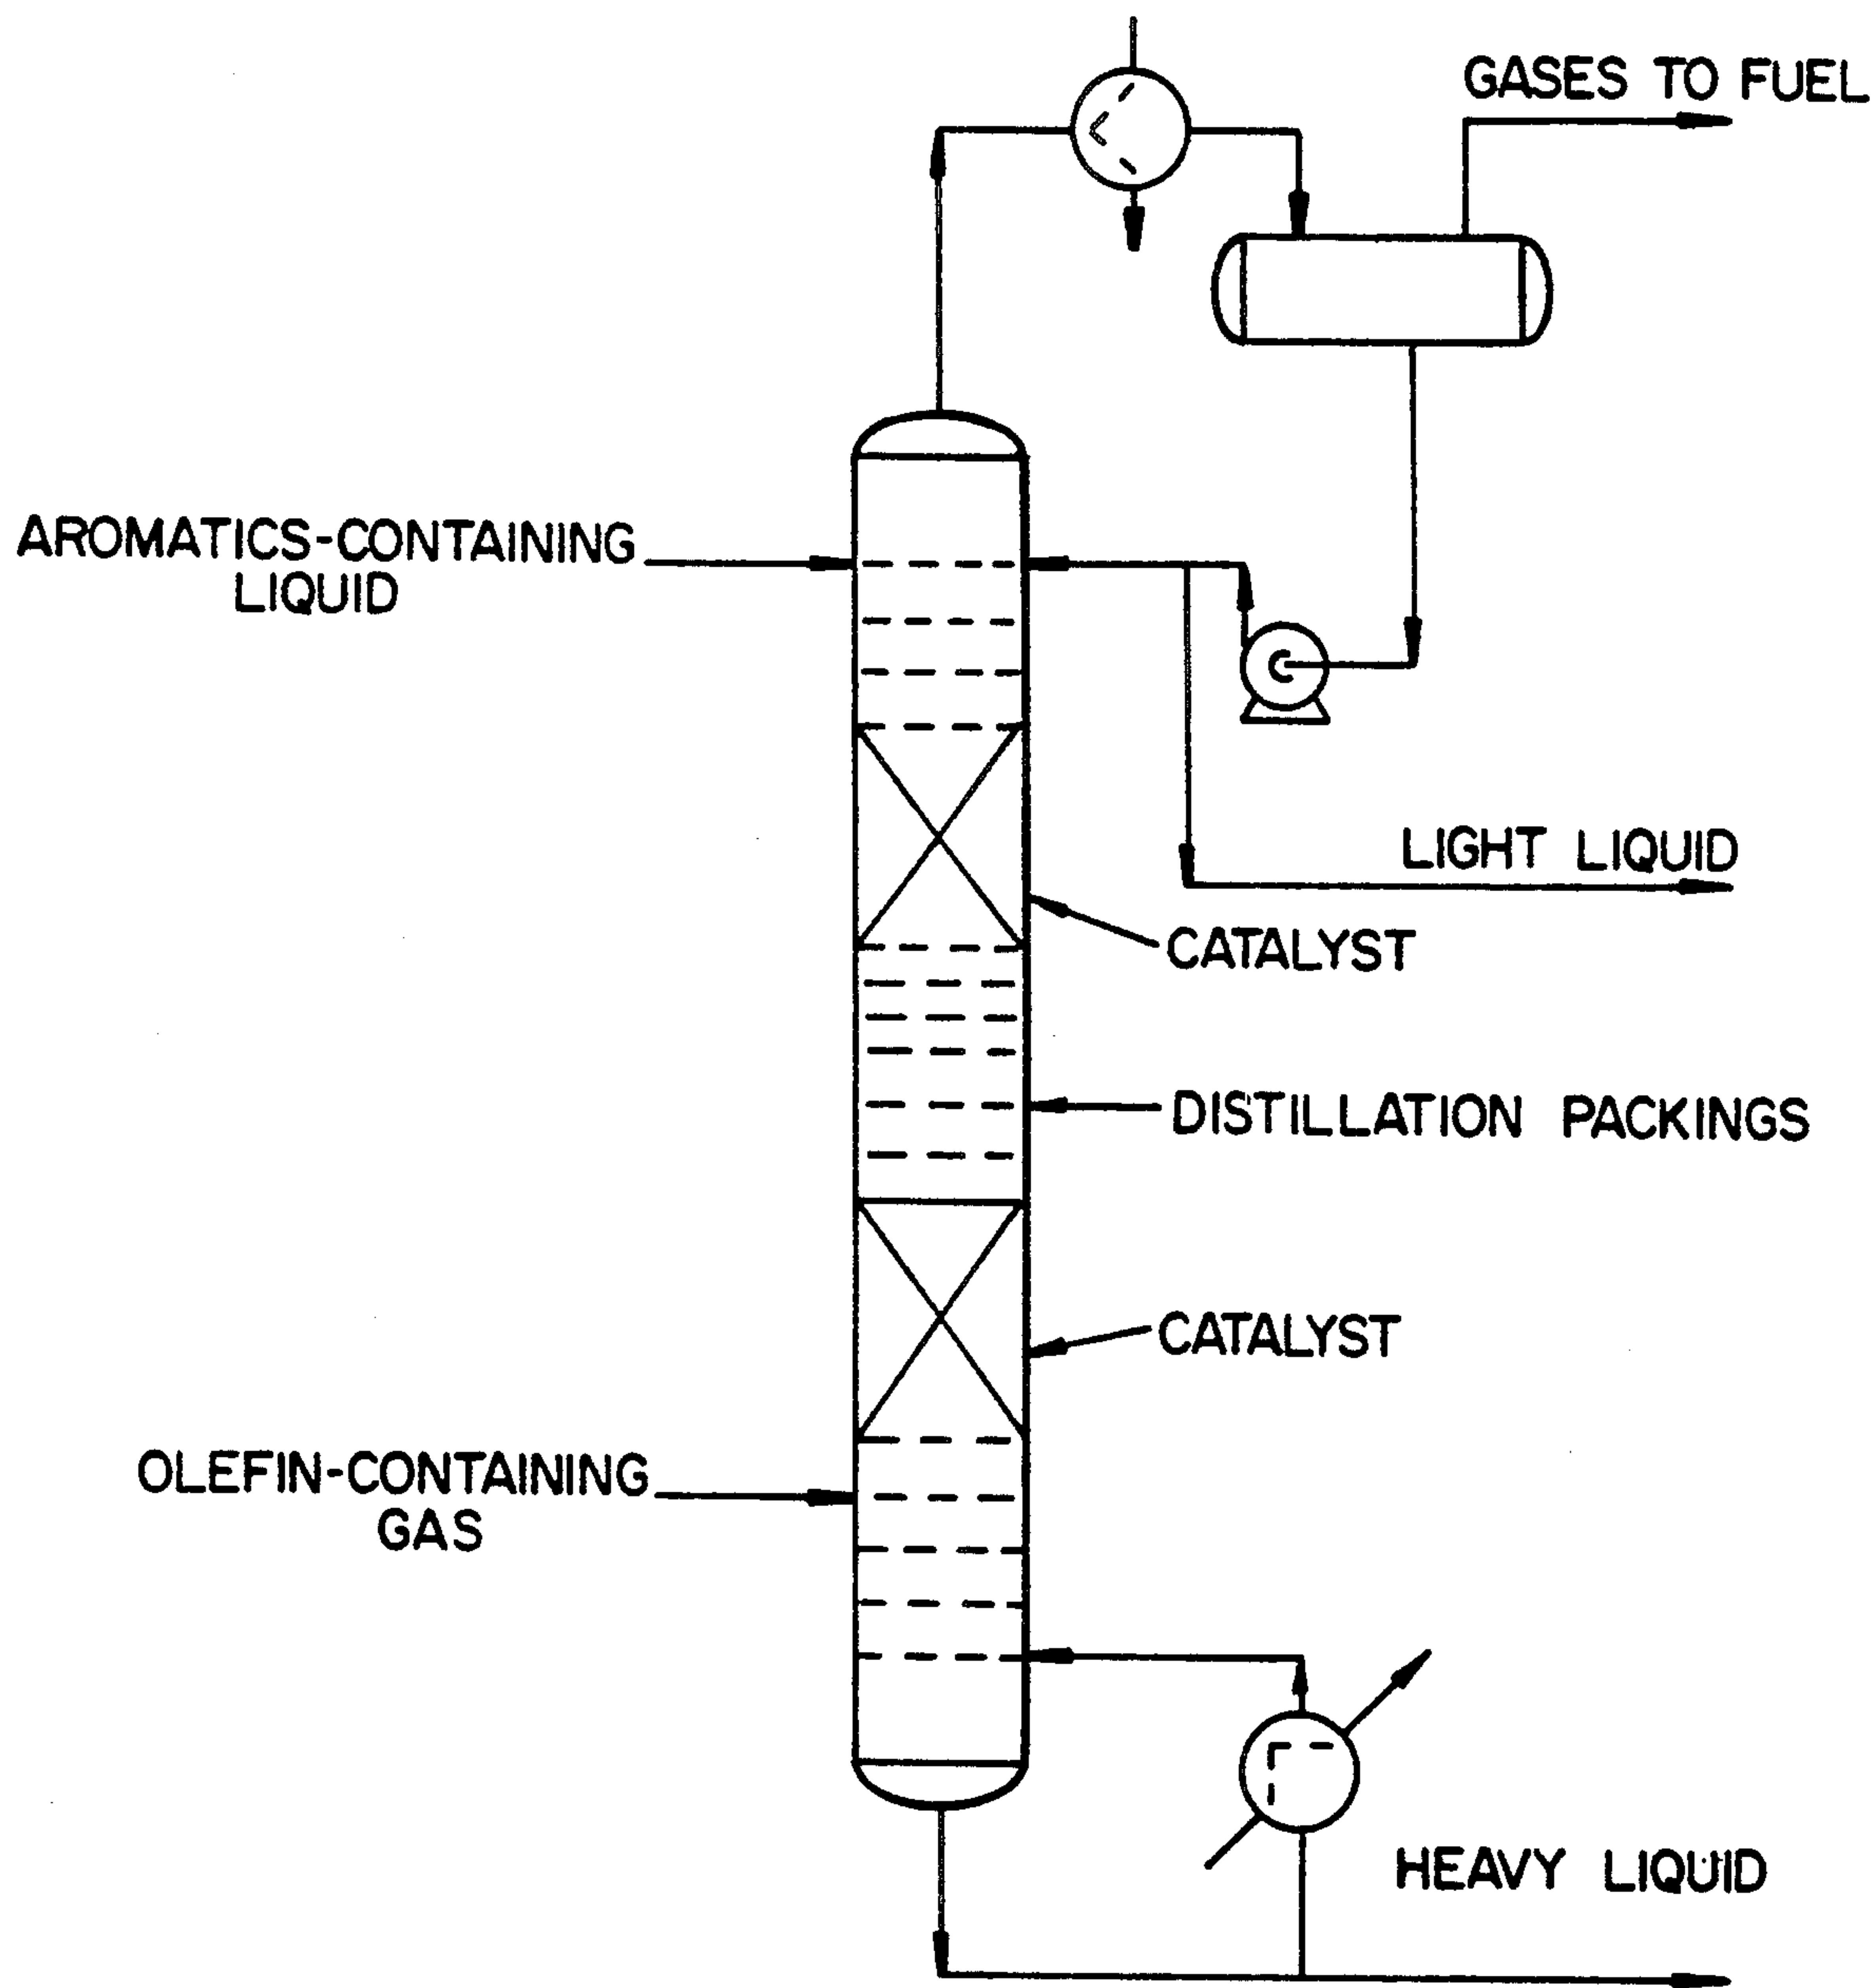 GASES TO FUEL
AROMATICS-CONTAINING
LIQUID
LIGHT LIQUID
CATALYST
DISTILLATION PACKINGS
CATALYST
OLEFIN-CONTAINING
GAS
HEAVY LIQUID